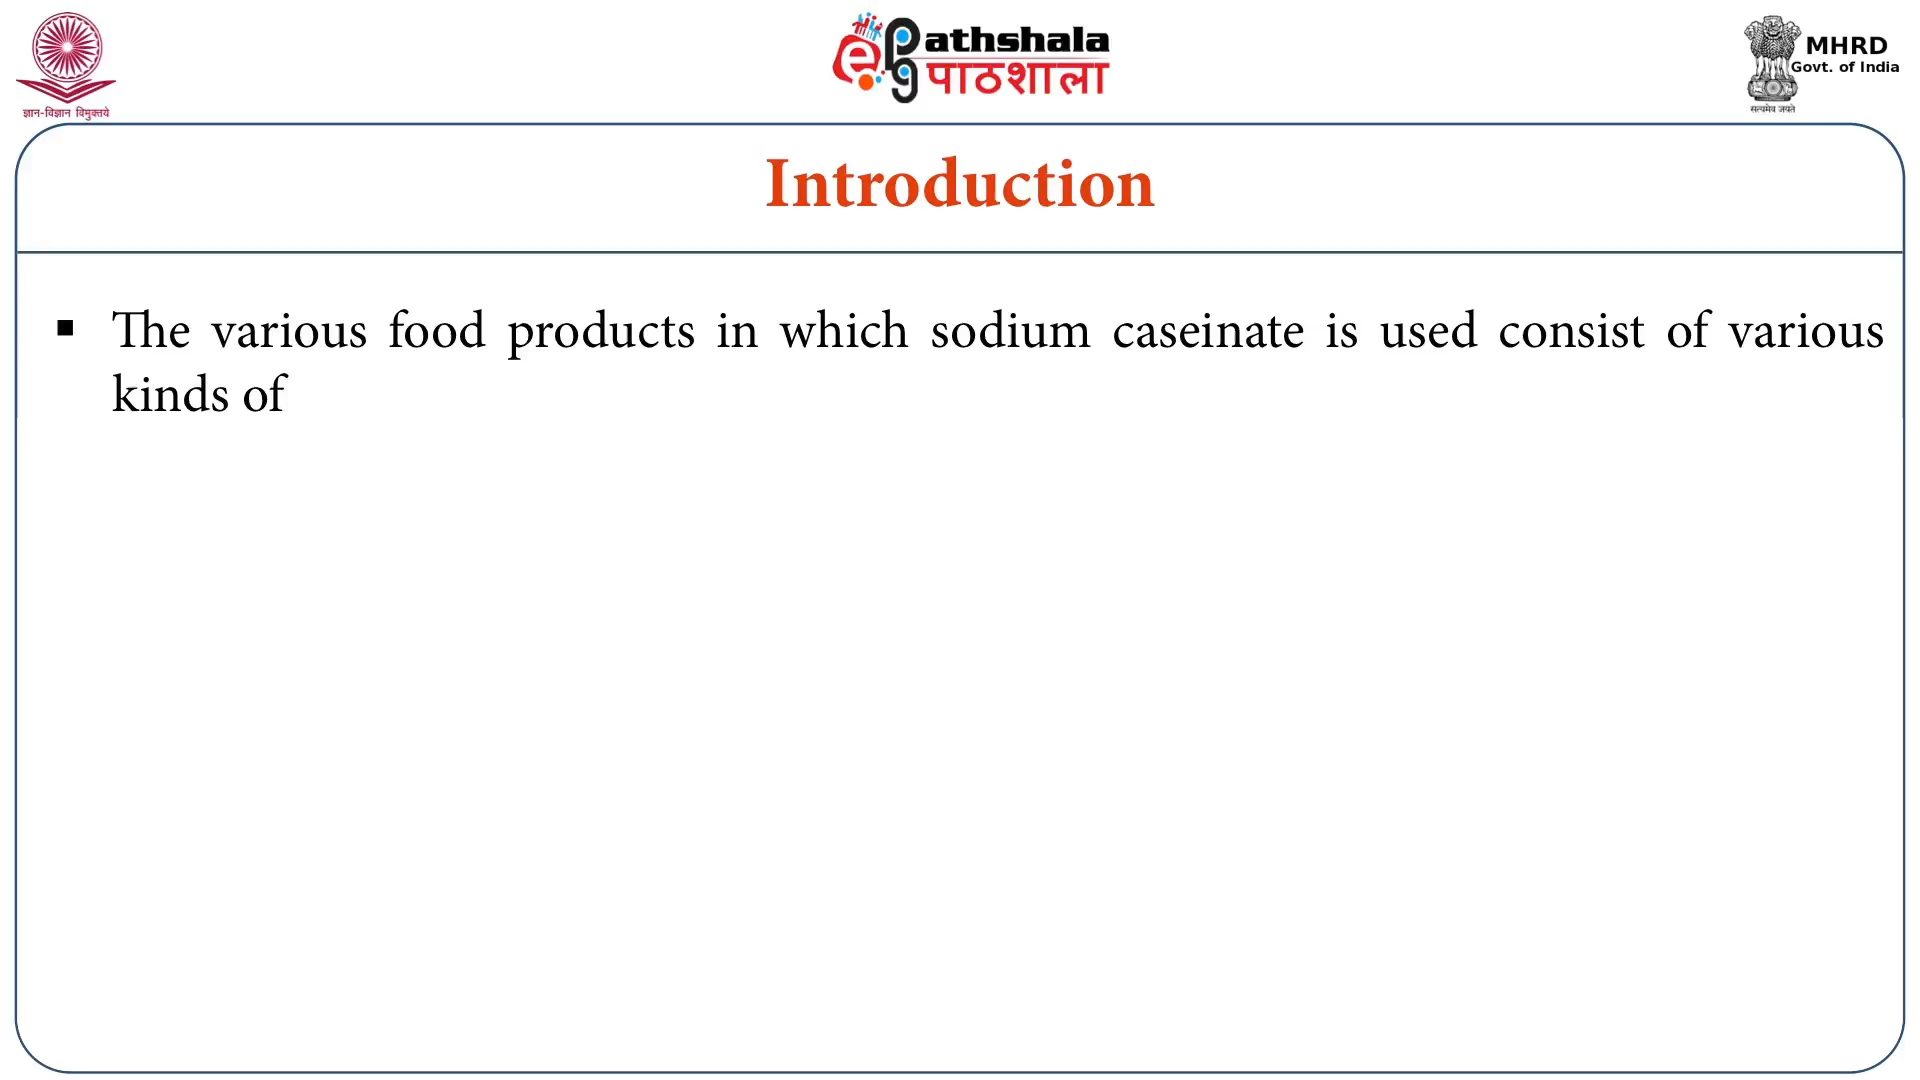 ज्ञान-विज्ञान विमुक्तये
e Pathshala
पाठशाला
MHRD
Govt. of India
सत्यमेव जयते
Introduction
▪ The various food products in which sodium caseinate is used consist of various
kinds of